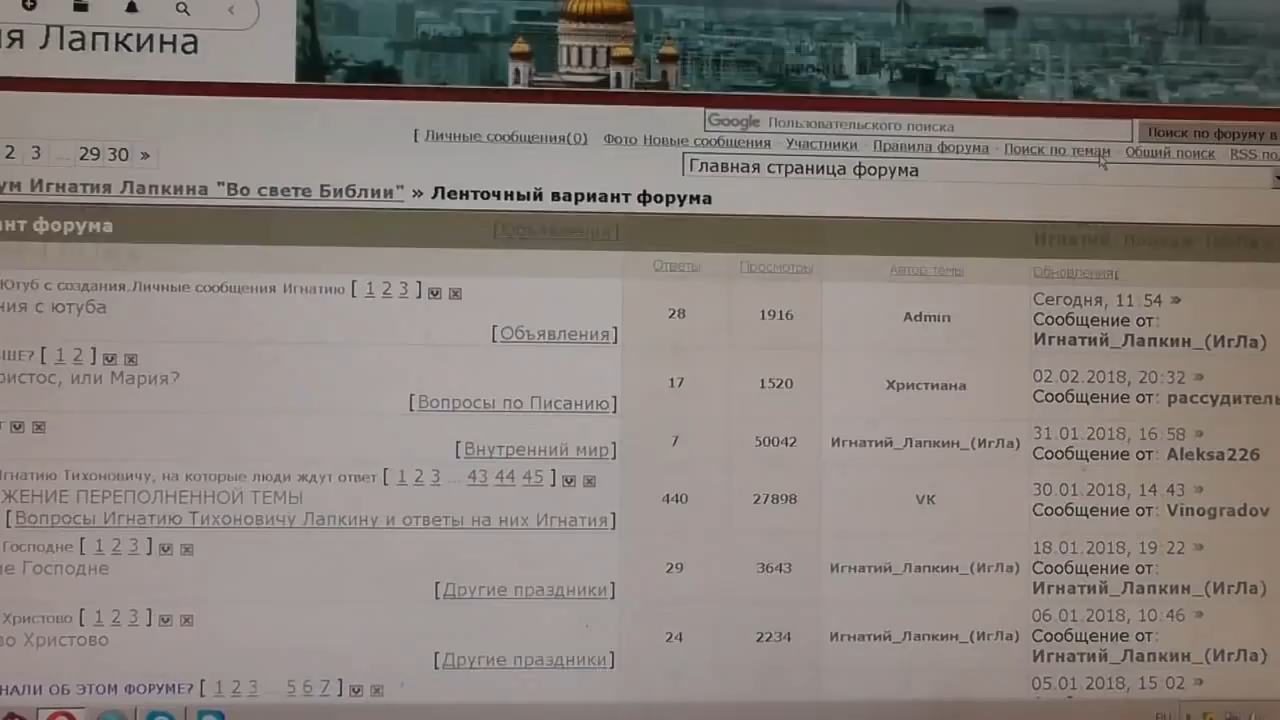 я Лапкина
Google Пользовательского поиска
Поиск по форуму в
[ Личные сообщения(0) Фото Новые сообщения · Участники · Правила форума · Поиск по темам · Общий поиск · RSS по
2 3 ... 29 30 »
Главная страница форума
ум Игнатия Лапкина "Во свете Библии" » Ленточный вариант форума
нт форума
[Объявления]
Ответы Просмотры Автор темы Обновления
Ютуб с создания.Личные сообщения Игнатию [ 1 2 3 ]
ния с ютуба
[Объявления]
28 1916 Admin
Сегодня, 11:54 »
Сообщение от:
Игнатий_Лапкин_(ИгЛа)
ШЕ? [ 1 2 ]
ристос, или Мария?
[Вопросы по Писанию]
17 1520 Христиана
02.02.2018, 20:32 »
Сообщение от: рассудитель
[Внутренний мир]
7 50042 Игнатий_Лапкин_(ИгЛа)
31.01.2018, 16:58 »
Сообщение от: Aleksa226
Игнатию Тихоновичу, на которые люди ждут ответ [ 1 2 3 ... 43 44 45 ]
ЖЕНИЕ ПЕРЕПОЛНЕННОЙ ТЕМЫ
[Вопросы Игнатию Тихоновичу Лапкину и ответы на них Игнатия]
440 27898 VK
30.01.2018, 14:43 »
Сообщение от: Vinogradov
Господне [ 1 2 3 ]
е Господне
[Другие праздники]
29 3643 Игнатий_Лапкин_(ИгЛа)
18.01.2018, 19:22 »
Сообщение от:
Игнатий_Лапкин_(ИгЛа)
Христово [ 1 2 3 ]
во Христово
[Другие праздники]
24 2234 Игнатий_Лапкин_(ИгЛа)
06.01.2018, 10:46 »
Сообщение от:
Игнатий_Лапкин_(ИгЛа)
НАЛИ ОБ ЭТОМ ФОРУМЕ? [ 1 2 3 ... 5 6 7 ]
05.01.2018, 15:02 »